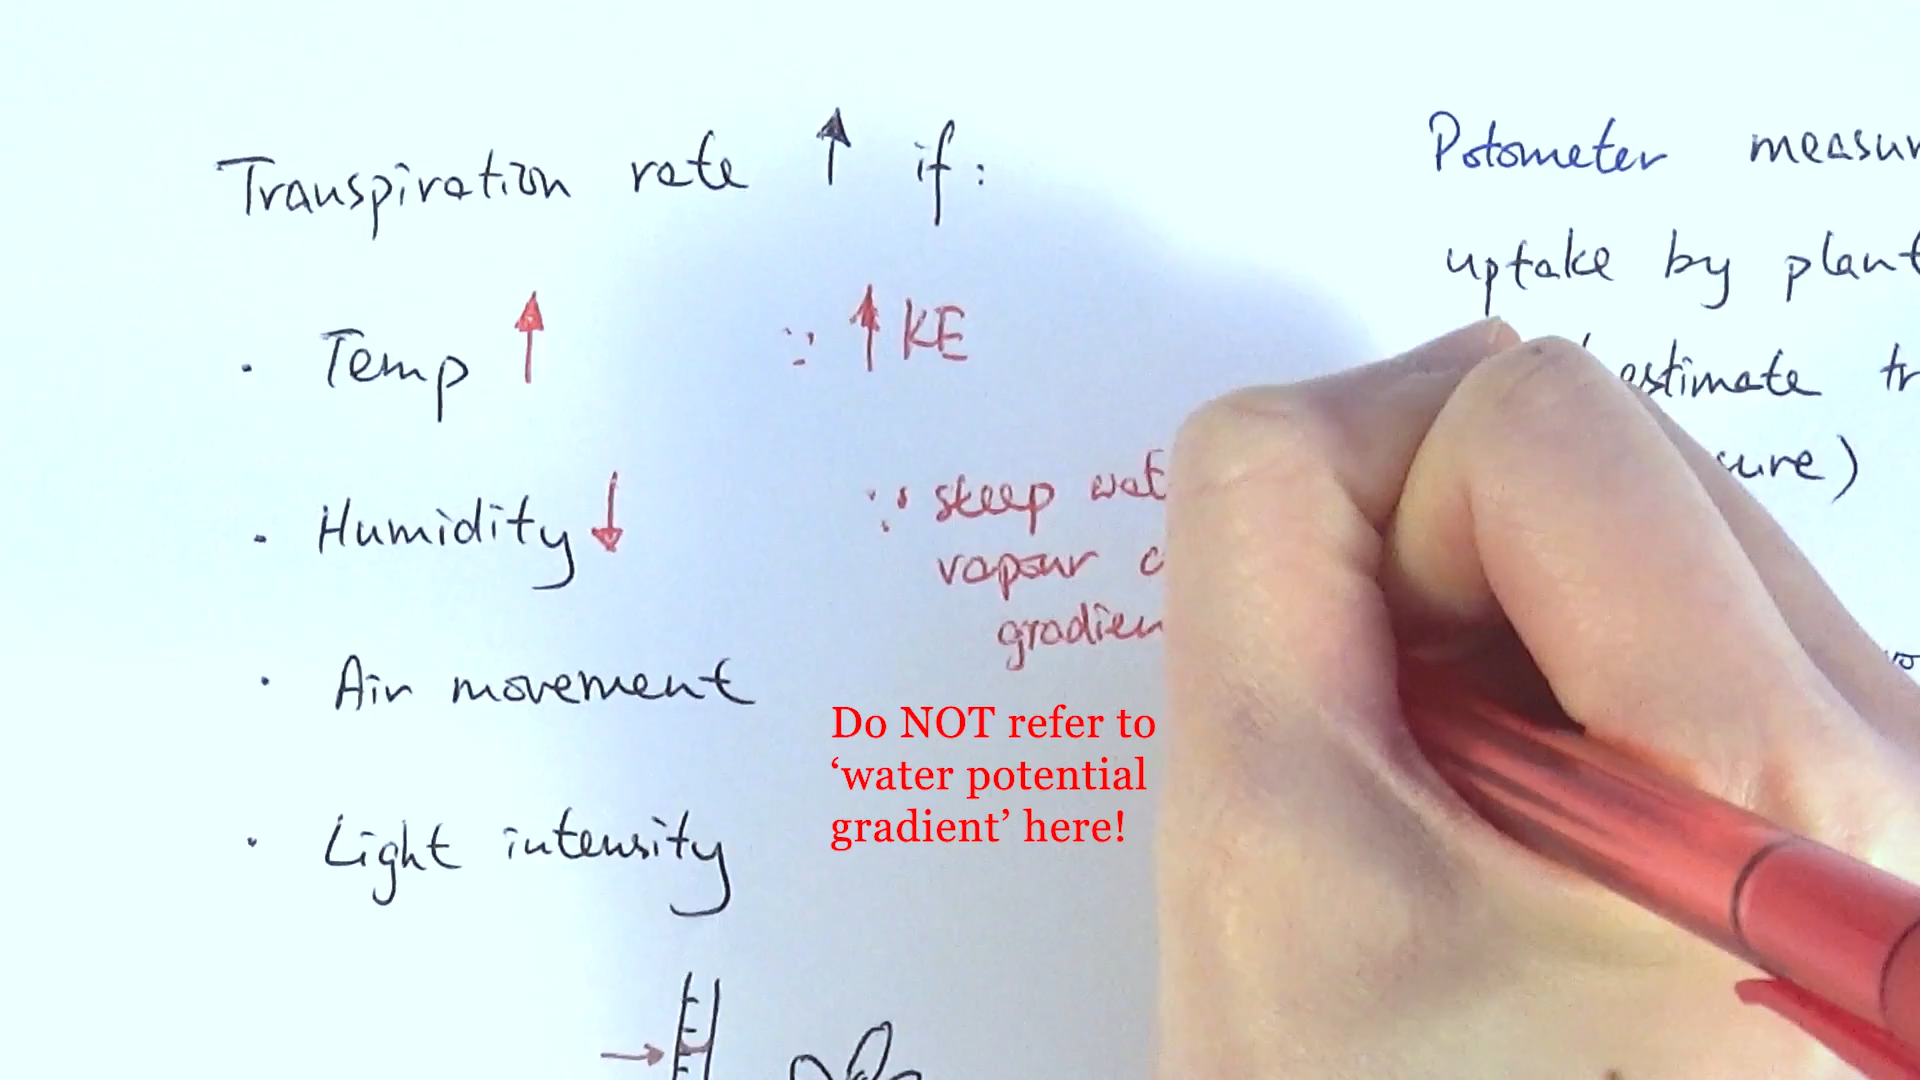 Transpiration rate ↑ if:
• Temp ↑ ∵ ↑ KE
• Humidity ↓ ∵ steep wat
vapour c
gradien
• Air movement
Do NOT refer to
‘water potential
gradient’ here!
• Light intensity
Potometer measur
uptake by plant
estimate tr
sure)